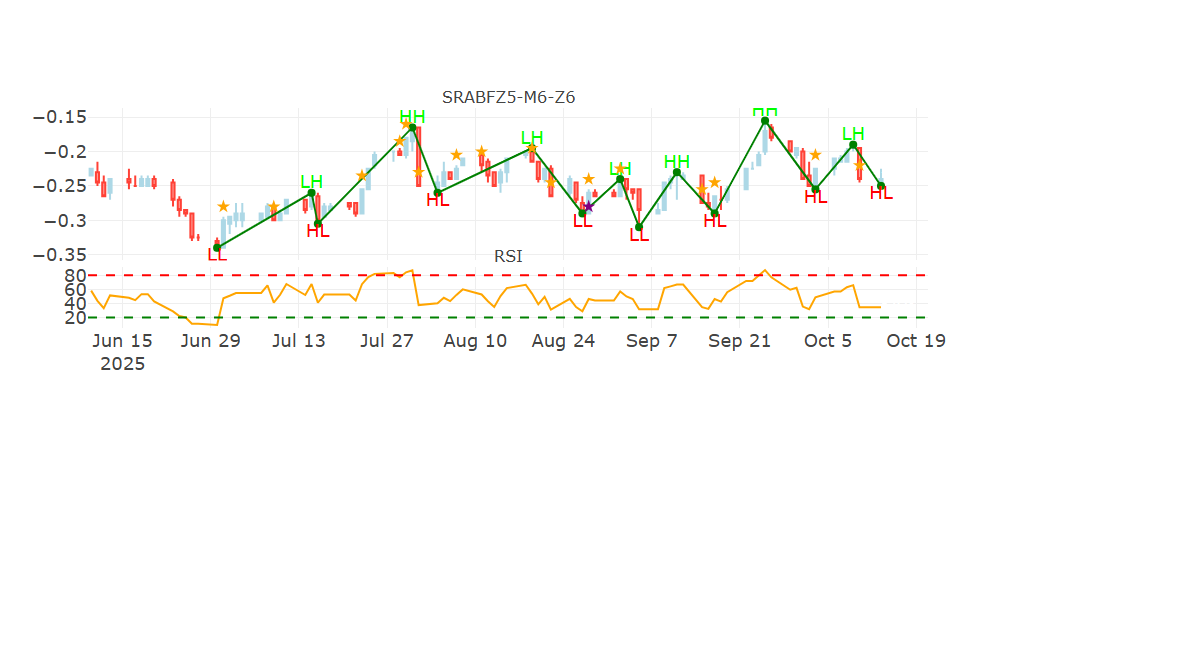 SRABFZ5-M6-Z6
−0.15
−0.2
−0.25
−0.3
−0.35
HH
HH
LH
LH
LH
LH
HH
HL
HL
HL
HL
HL
LL
LL
LL
RSI
80
60
40
20
Jun 15
2025
Jun 29
Jul 13
Jul 27
Aug 10
Aug 24
Sep 7
Sep 21
Oct 5
Oct 19